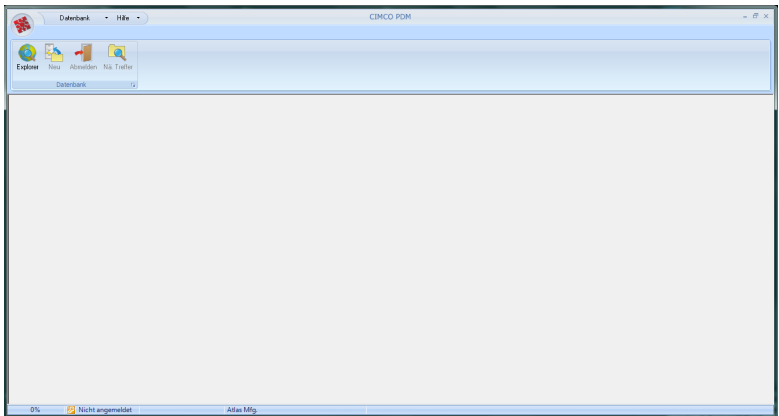 Datenbank Hilfe CIMCO PDM
Explorer Neu Abmelden Nä. Treffer
Datenbank
0% Nicht angemeldet Atlas Mfg.